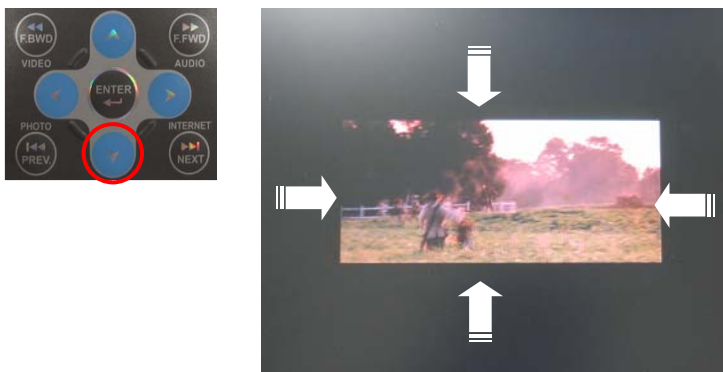 F.BWD
F.FWD
VIDEO
AUDIO
ENTER
PHOTO
INTERNET
PREV.
NEXT